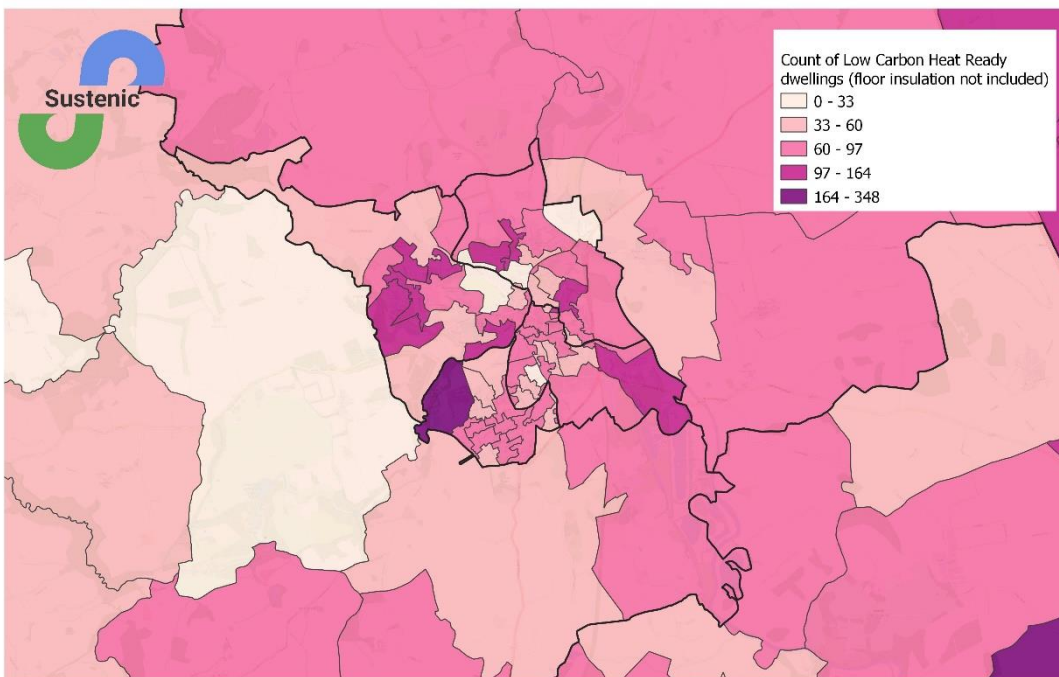 Sustenic
Count of Low Carbon Heat Ready
dwellings (floor insulation not included)
0 - 33
33 - 60
60 - 97
97 - 164
164 - 348